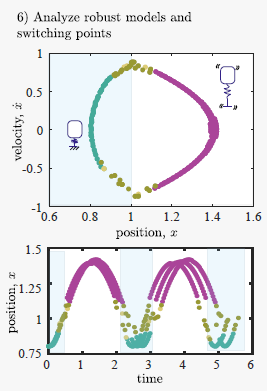 6) Analyze robust models and
switching points
1
0.5
0
-0.5
-1
velocity, ẋ
0.6 0.8 1.0 1.2 1.4 1.6
position, x
1.5
1.25
1
0.75
position, x
0 1 2 3 4 5 6
time